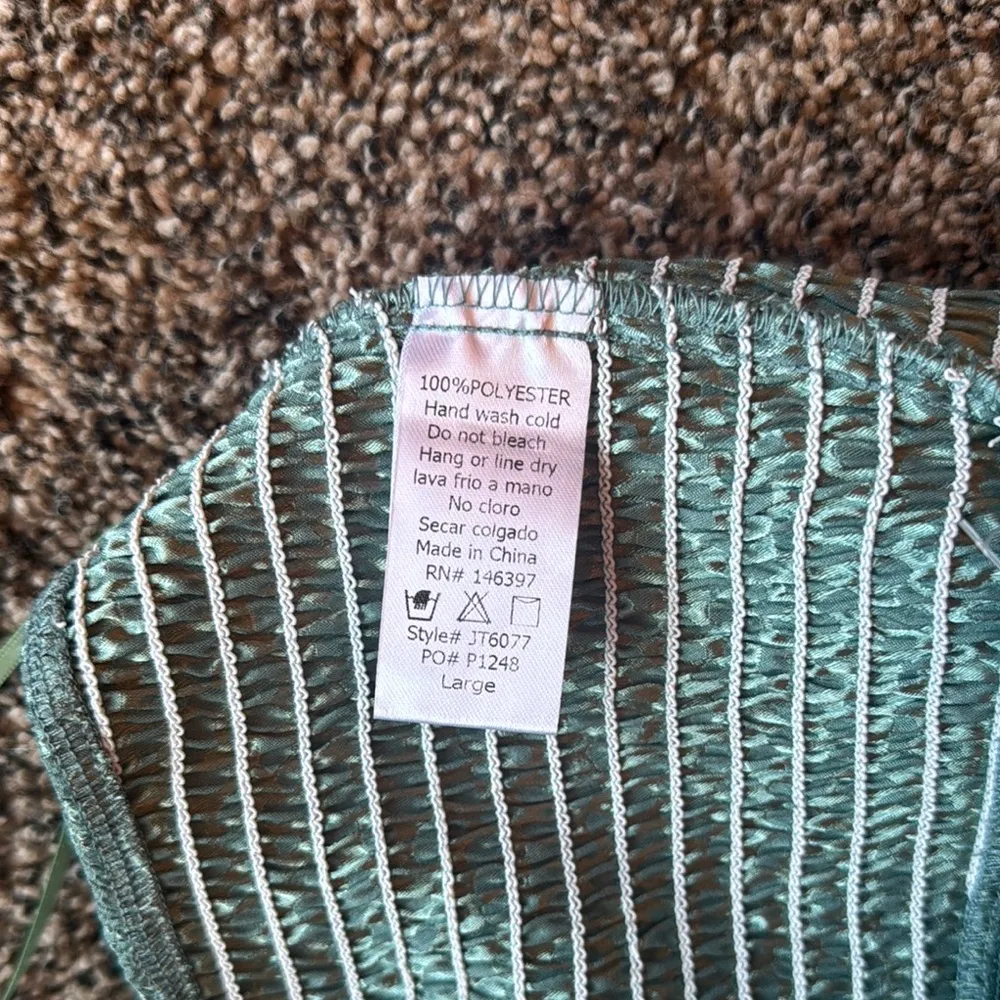 100%POLYESTER
Hand wash cold
Do not bleach
Hang or line dry
lava frio a mano
No cloro
Secar colgado
Made in China
RN# 146397
Style# JT6077
PO# P1248
Large